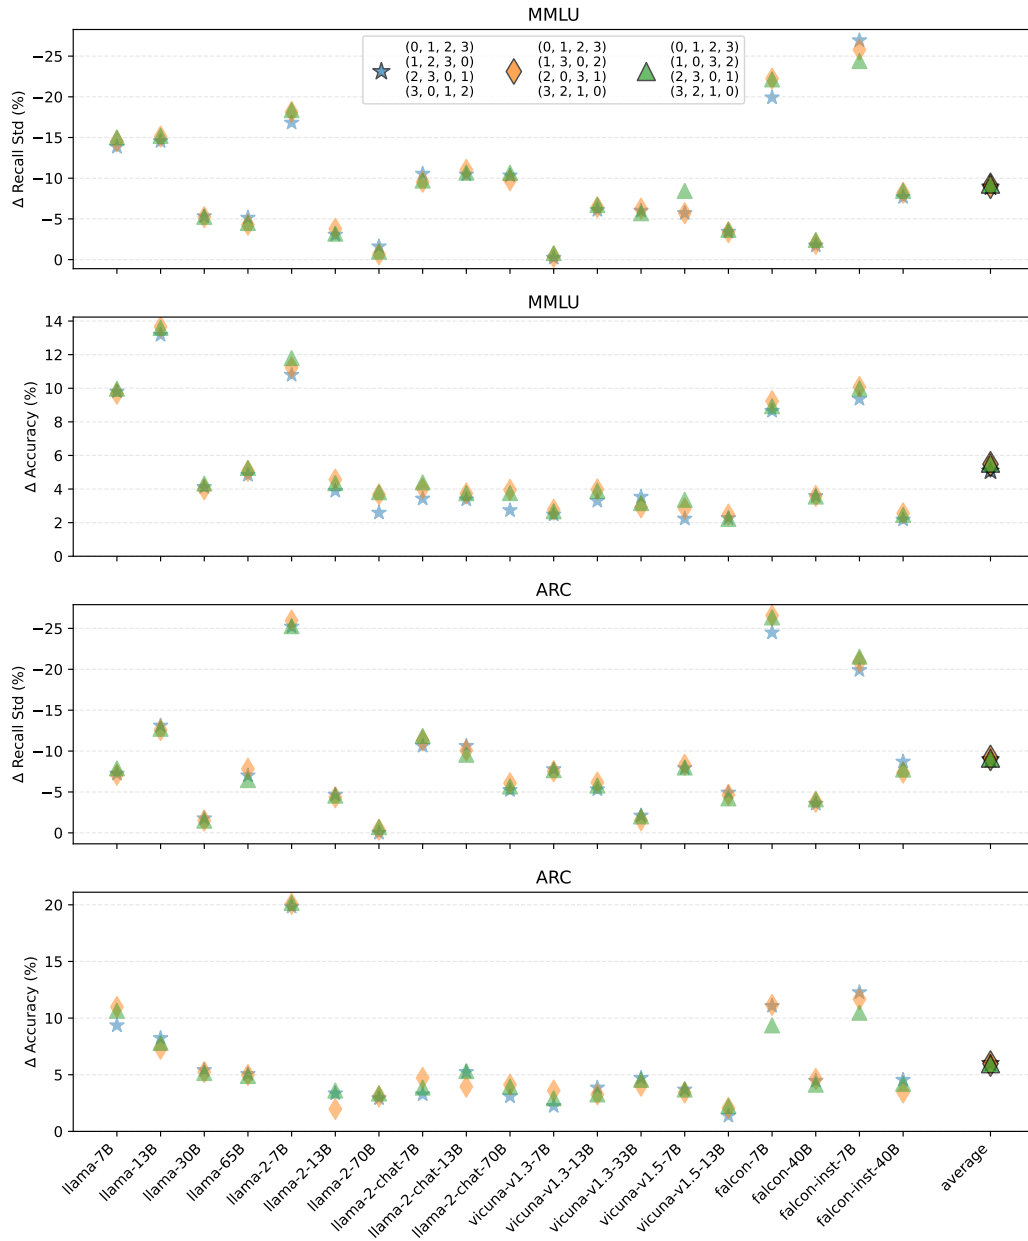 MMLU
Δ Recall Std (%)
−25
−20
−15
−10
−5
0
(0, 1, 2, 3)
(1, 2, 3, 0)
(2, 3, 0, 1)
(3, 0, 1, 2)
(0, 1, 2, 3)
(1, 3, 0, 2)
(2, 0, 3, 1)
(3, 2, 1, 0)
(0, 1, 2, 3)
(1, 0, 3, 2)
(2, 3, 0, 1)
(3, 2, 1, 0)
MMLU
Δ Accuracy (%)
14
12
10
8
6
4
2
0
ARC
Δ Recall Std (%)
−25
−20
−15
−10
−5
0
ARC
Δ Accuracy (%)
20
15
10
5
0
llama-7B
llama-13B
llama-30B
llama-65B
llama-2-7B
llama-2-13B
llama-2-70B
llama-2-chat-7B
llama-2-chat-13B
llama-2-chat-70B
vicuna-v1.3-7B
vicuna-v1.3-13B
vicuna-v1.3-33B
vicuna-v1.5-7B
vicuna-v1.5-13B
falcon-7B
falcon-40B
falcon-inst-7B
falcon-inst-40B
average